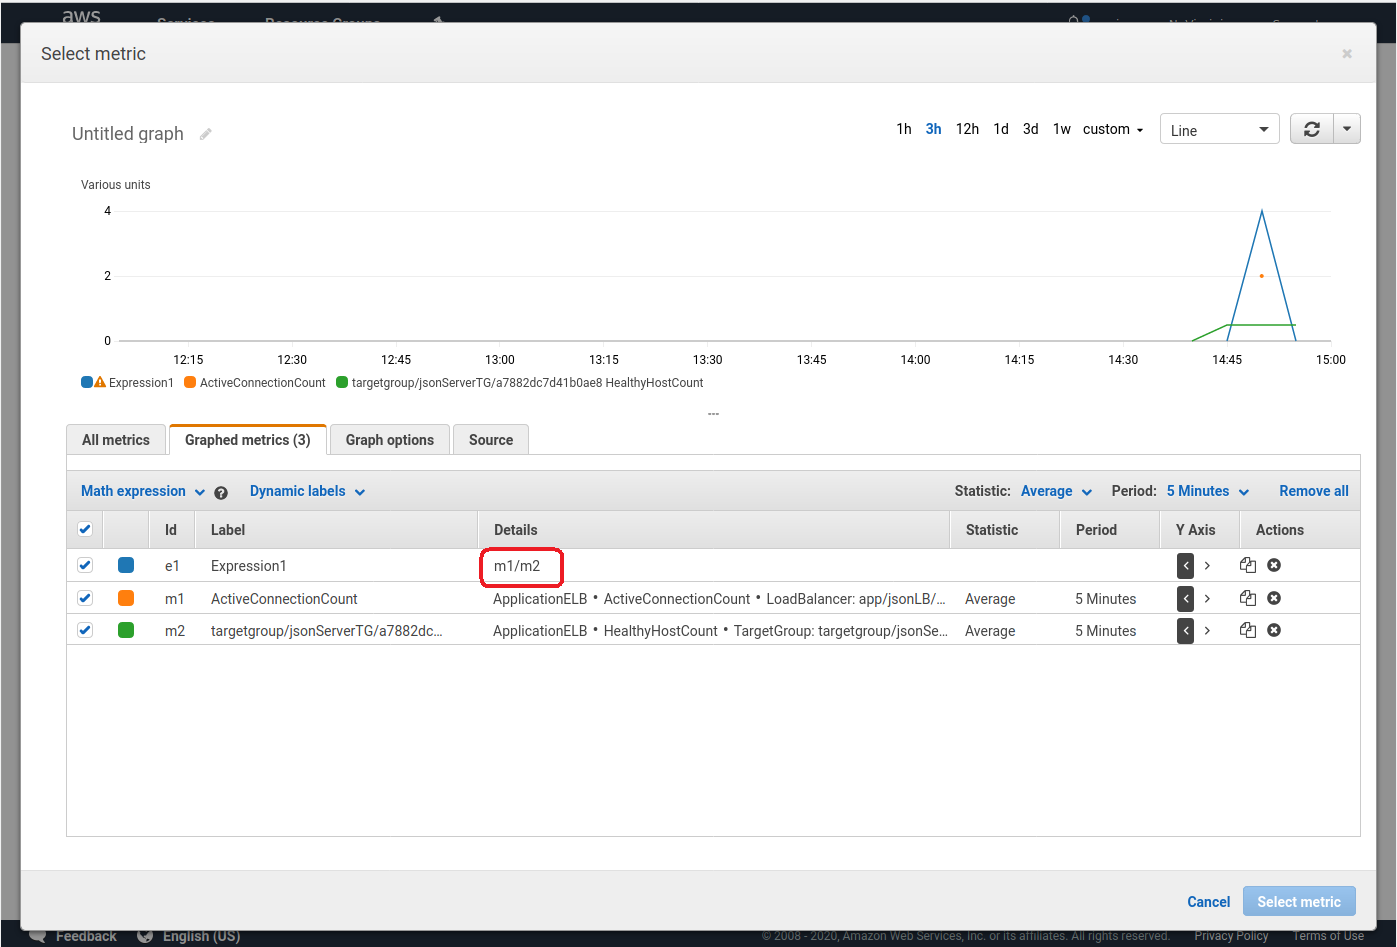 aws
Services Resource Groups
Select metric
Untitled graph
1h 3h 12h 1d 3d 1w custom Line
Various units
4
2
0
12:15 12:30 12:45 13:00 13:15 13:30 13:45 14:00 14:15 14:30 14:45 15:00
Expression1 ActiveConnectionCount targetgroup/jsonServerTG/a7882dc7d41b0ae8 HealthyHostCount
All metrics Graphed metrics (3) Graph options Source
Math expression Dynamic labels Statistic: Average Period: 5 Minutes Remove all
Id Label Details Statistic Period Y Axis Actions
e1 Expression1 m1/m2
m1 ActiveConnectionCount ApplicationELB • ActiveConnectionCount • LoadBalancer: app/jsonLB/... Average 5 Minutes
m2 targetgroup/jsonServerTG/a7882dc... ApplicationELB • HealthyHostCount • TargetGroup: targetgroup/jsonSe... Average 5 Minutes
Cancel Select metric
Feedback English (US) © 2008 - 2020, Amazon Web Services, Inc. or its affiliates. All rights reserved. Privacy Policy Terms of Use